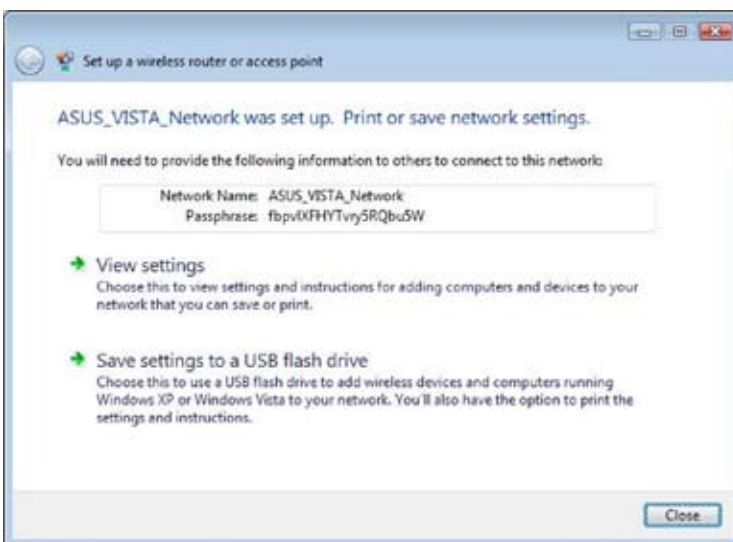 Set up a wireless router or access point
ASUS_VISTA_Network was set up. Print or save network settings.
You will need to provide the following information to others to connect to this network:
Network Name: ASUS_VISTA_Network
Passphrase:
View settings
Choose this to view settings and instructions for adding computers and devices to your
network that you can save or print.
Save settings to a USB flash drive
Choose this to use a USB flash drive to add wireless devices and computers running
Windows XP or Windows Vista to your network. You'll also have the option to print the
settings and instructions.
Close